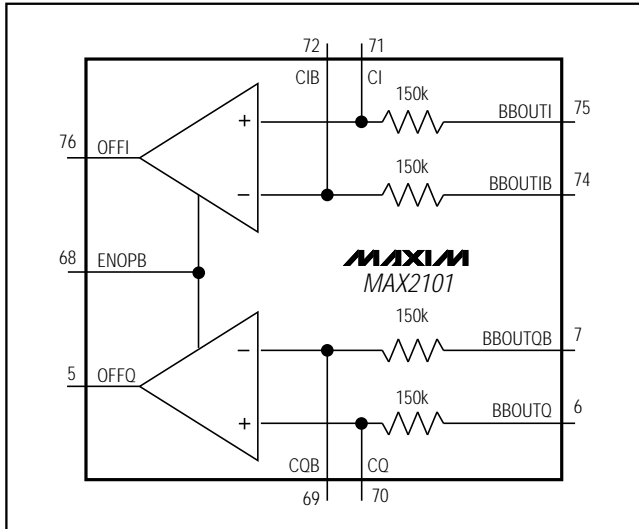 72 71
CIB CI
150k
BBOUTI 75
+
76 OFFI
150k
BBOUTIB 74
−
68 ENOPB
MAXIM
MAX2101
150k
BBOUTQB 7
−
5 OFFQ
150k
BBOUTQ 6
+
CQB CQ
69 70